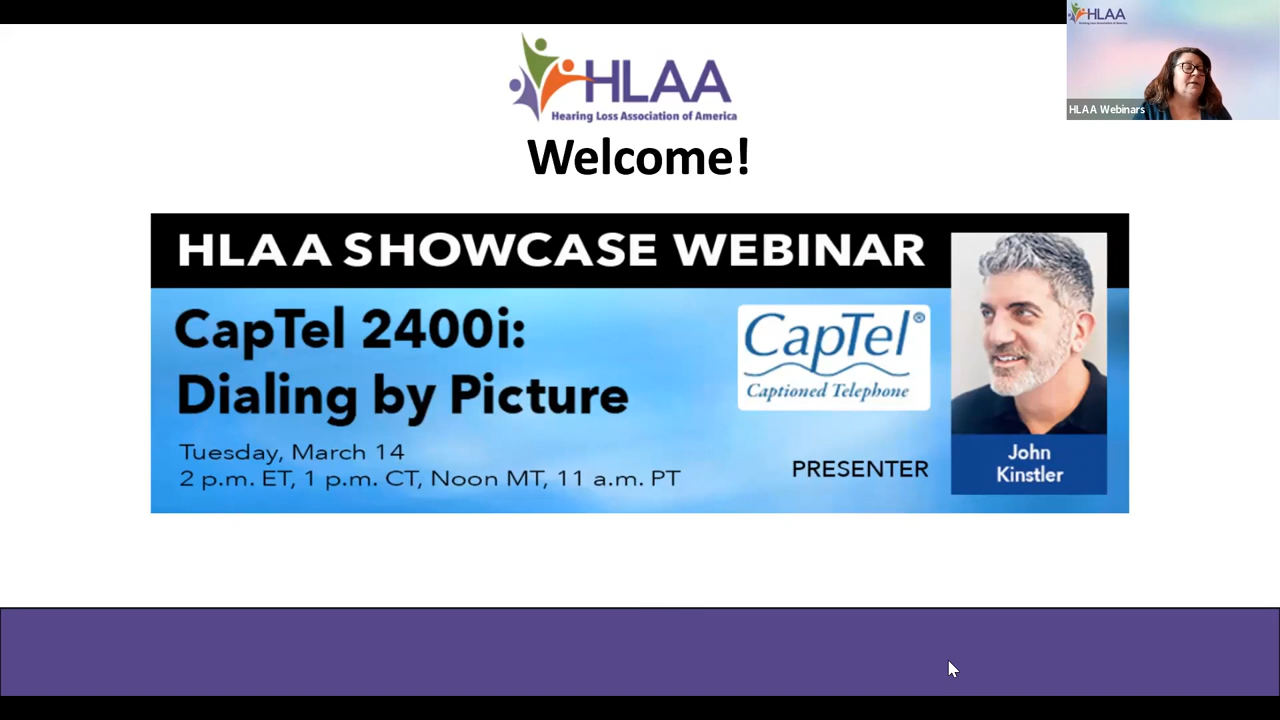 HLAA
Hearing Loss Association of America
HLAA
HLAA Webinars
Welcome!
HLAA SHOWCASE WEBINAR
CapTel 2400i:
Dialing by Picture
Tuesday, March 14
2 p.m. ET, 1 p.m. CT, Noon MT, 11 a.m. PT
CapTel®
Captioned Telephone
PRESENTER
John
Kinstler